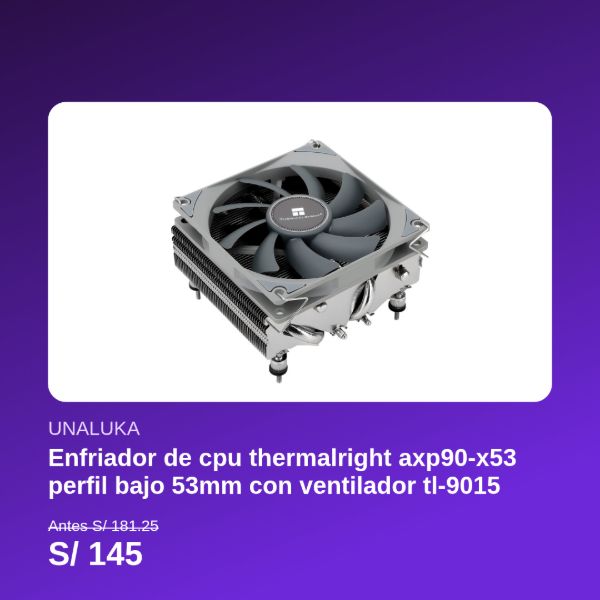 UNALUKA
Enfriador de cpu thermalright axp90-x53
perfil bajo 53mm con ventilador tl-9015
Antes S/ 181.25
S/ 145